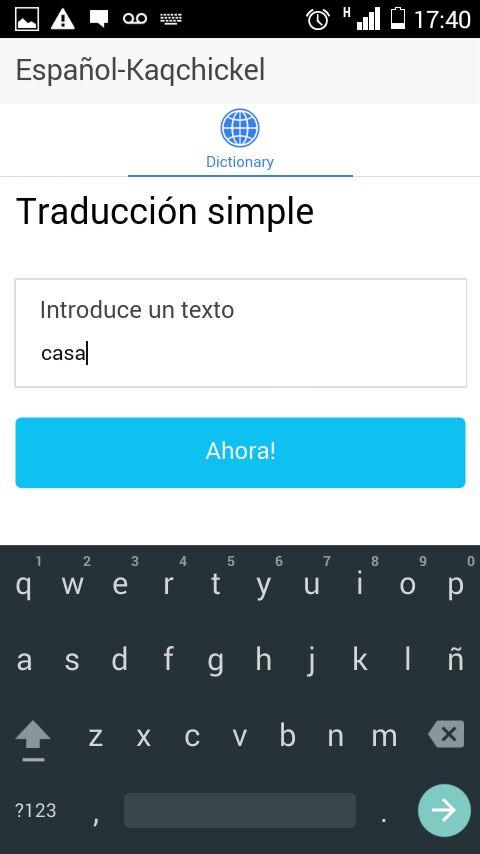 H 17:40
Español-Kaqchickel
Dictionary
Traducción simple
Introduce un texto
casa
Ahora!
1 2 3 4 5 6 7 8 9 0
q w e r t y u i o p
a s d f g h j k l ñ
z x c v b n m
?123 , .